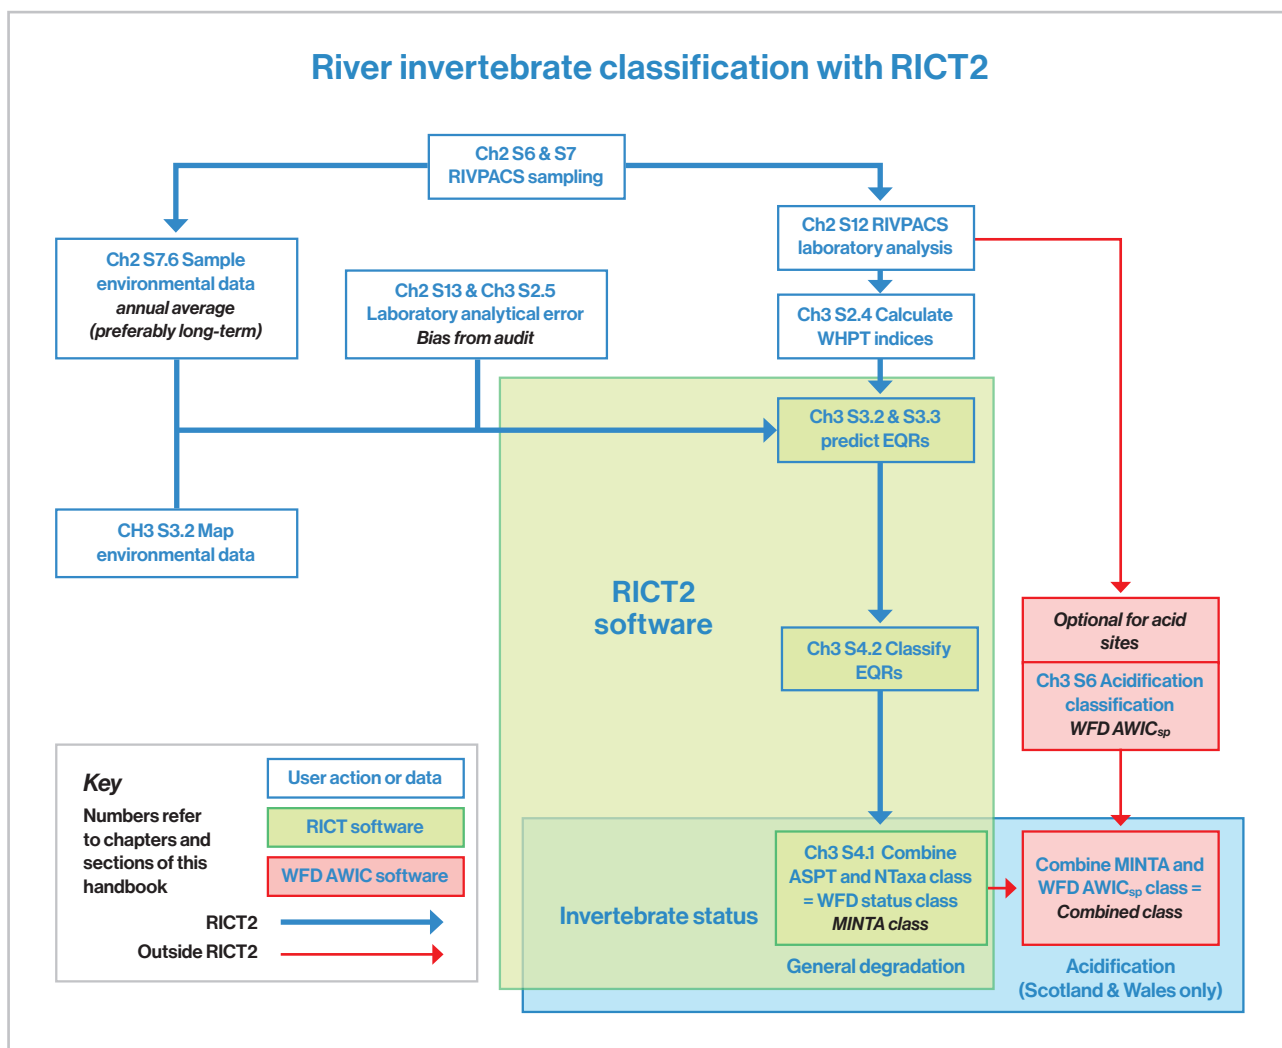 River invertebrate classification with RICT2
Ch2 S6 & S7
RIVPACS sampling
Ch2 S12 RIVPACS
laboratory analysis
Ch2 S7.6 Sample
environmental data
annual average
(preferably long-term)
Ch2 S13 & Ch3 S2.5
Laboratory analytical error
Bias from audit
Ch3 S2.4 Calculate
WHPT indices
Ch3 S3.2 & S3.3
predict EQRs
CH3 S3.2 Map
environmental data
RICT2
software
Optional for acid
sites
Ch3 S4.2 Classify
EQRs
Ch3 S6 Acidification
classification
WFD AWICsp
Key
Numbers refer
to chapters and
sections of this
handbook
User action or data
RICT software
WFD AWIC software
RICT2
Outside RICT2
Invertebrate status
Ch3 S4.1 Combine
ASPT and NTaxa class
= WFD status class
MINTA class
Combine MINTA and
WFD AWICsp class =
Combined class
General degradation
Acidification
(Scotland & Wales only)